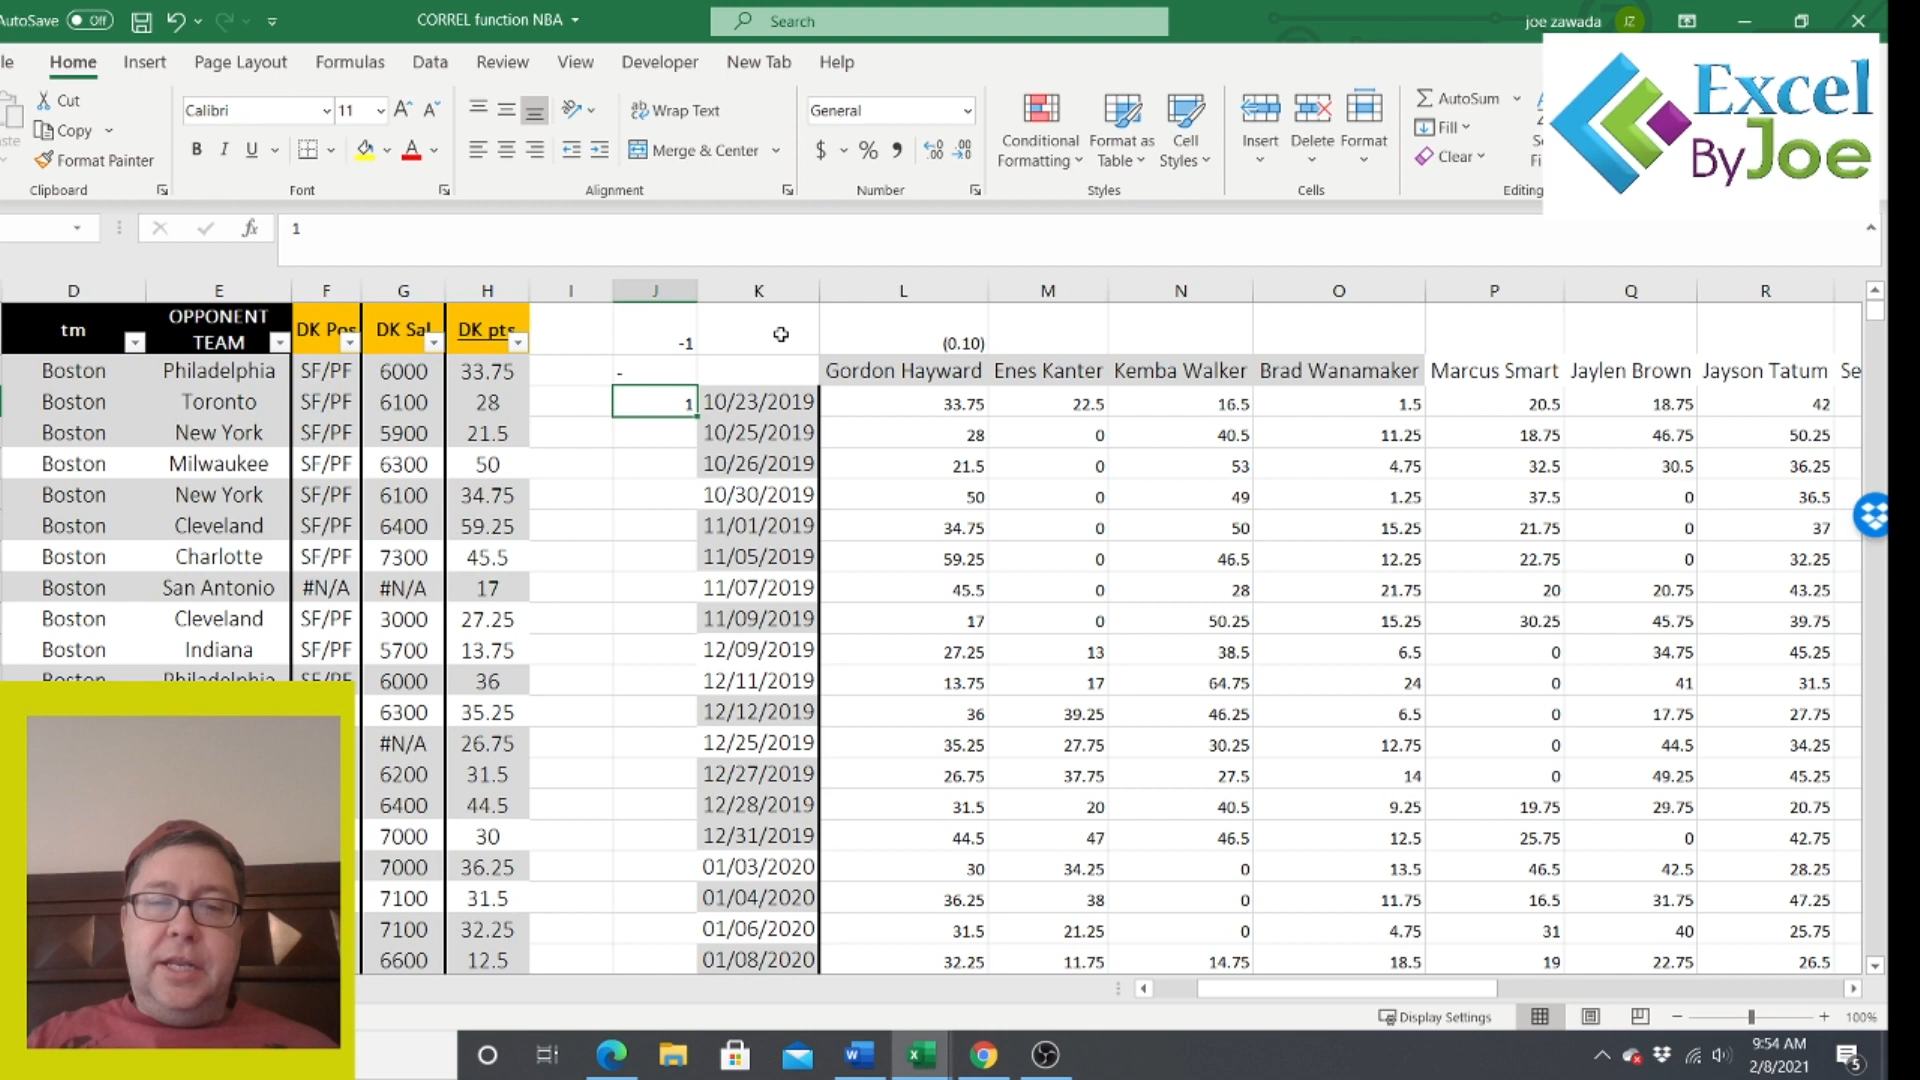 AutoSave Off CORREL function NBA Search joe zawada JZ
Home Insert Page Layout Formulas Data Review View Developer New Tab Help
Excel
ByJoe
Cut
Copy
Format Painter
Clipboard
Calibri 11
B I U
Font
Wrap Text
Merge & Center
Alignment
General
$ % 9
Number
Conditional Formatting
Format as Table
Cell Styles
Styles
Insert Delete Format
Cells
AutoSum
Fill
Clear
Editing
fx 1
D E F G H I J K L M N O P Q R
tm OPPONENT TEAM DK Pos DK Sal DK pts -1 (0.10)
Boston Philadelphia SF/PF 6000 33.75 - Gordon Hayward Enes Kanter Kemba Walker Brad Wanamaker Marcus Smart Jaylen Brown Jayson Tatum Se
Boston Toronto SF/PF 6100 28 1 10/23/2019 33.75 22.5 16.5 1.5 20.5 18.75 42
Boston New York SF/PF 5900 21.5 10/25/2019 28 0 40.5 11.25 18.75 46.75 50.25
Boston Milwaukee SF/PF 6300 50 10/26/2019 21.5 0 53 4.75 32.5 30.5 36.25
Boston New York SF/PF 6100 34.75 10/30/2019 50 0 49 1.25 37.5 0 36.5
Boston Cleveland SF/PF 6400 59.25 11/01/2019 34.75 0 50 15.25 21.75 0 37
Boston Charlotte SF/PF 7300 45.5 11/05/2019 59.25 0 46.5 12.25 22.75 0 32.25
Boston San Antonio #N/A #N/A 17 11/07/2019 45.5 0 28 21.75 20 20.75 43.25
Boston Cleveland SF/PF 3000 27.25 11/09/2019 17 0 50.25 15.25 30.25 45.75 39.75
Boston Indiana SF/PF 5700 13.75 12/09/2019 27.25 13 38.5 6.5 0 34.75 45.25
Boston Philadelphia SF/PF 6000 36 12/11/2019 13.75 17 64.75 24 0 41 31.5
6300 35.25 12/12/2019 36 39.25 46.25 6.5 0 17.75 27.75
#N/A 26.75 12/25/2019 35.25 27.75 30.25 12.75 0 44.5 34.25
6200 31.5 12/27/2019 26.75 37.75 27.5 14 0 49.25 45.25
6400 44.5 12/28/2019 31.5 20 40.5 9.25 19.75 29.75 20.75
7000 30 12/31/2019 44.5 47 46.5 12.5 25.75 0 42.75
7000 36.25 01/03/2020 30 34.25 0 13.5 46.5 42.5 28.25
7100 31.5 01/04/2020 36.25 38 0 11.75 16.5 31.75 47.25
7100 32.25 01/06/2020 31.5 21.25 0 4.75 31 40 25.75
6600 12.5 01/08/2020 32.25 11.75 14.75 18.5 19 22.75 26.5
Display Settings 100%
9:54 AM
2/8/2021
5